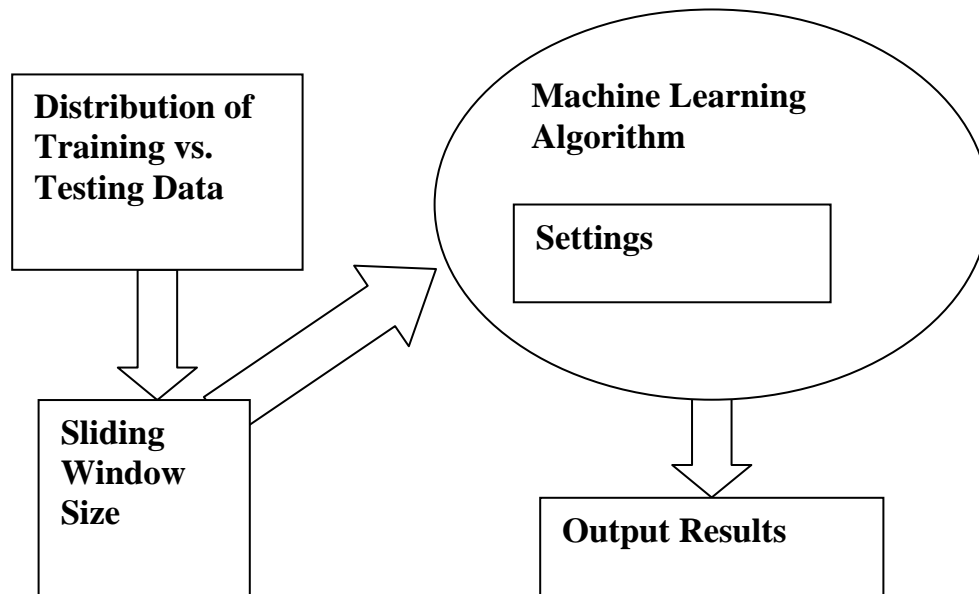 Distribution of
Training vs.
Testing Data
Sliding
Window
Size
Machine Learning
Algorithm
Settings
Output Results